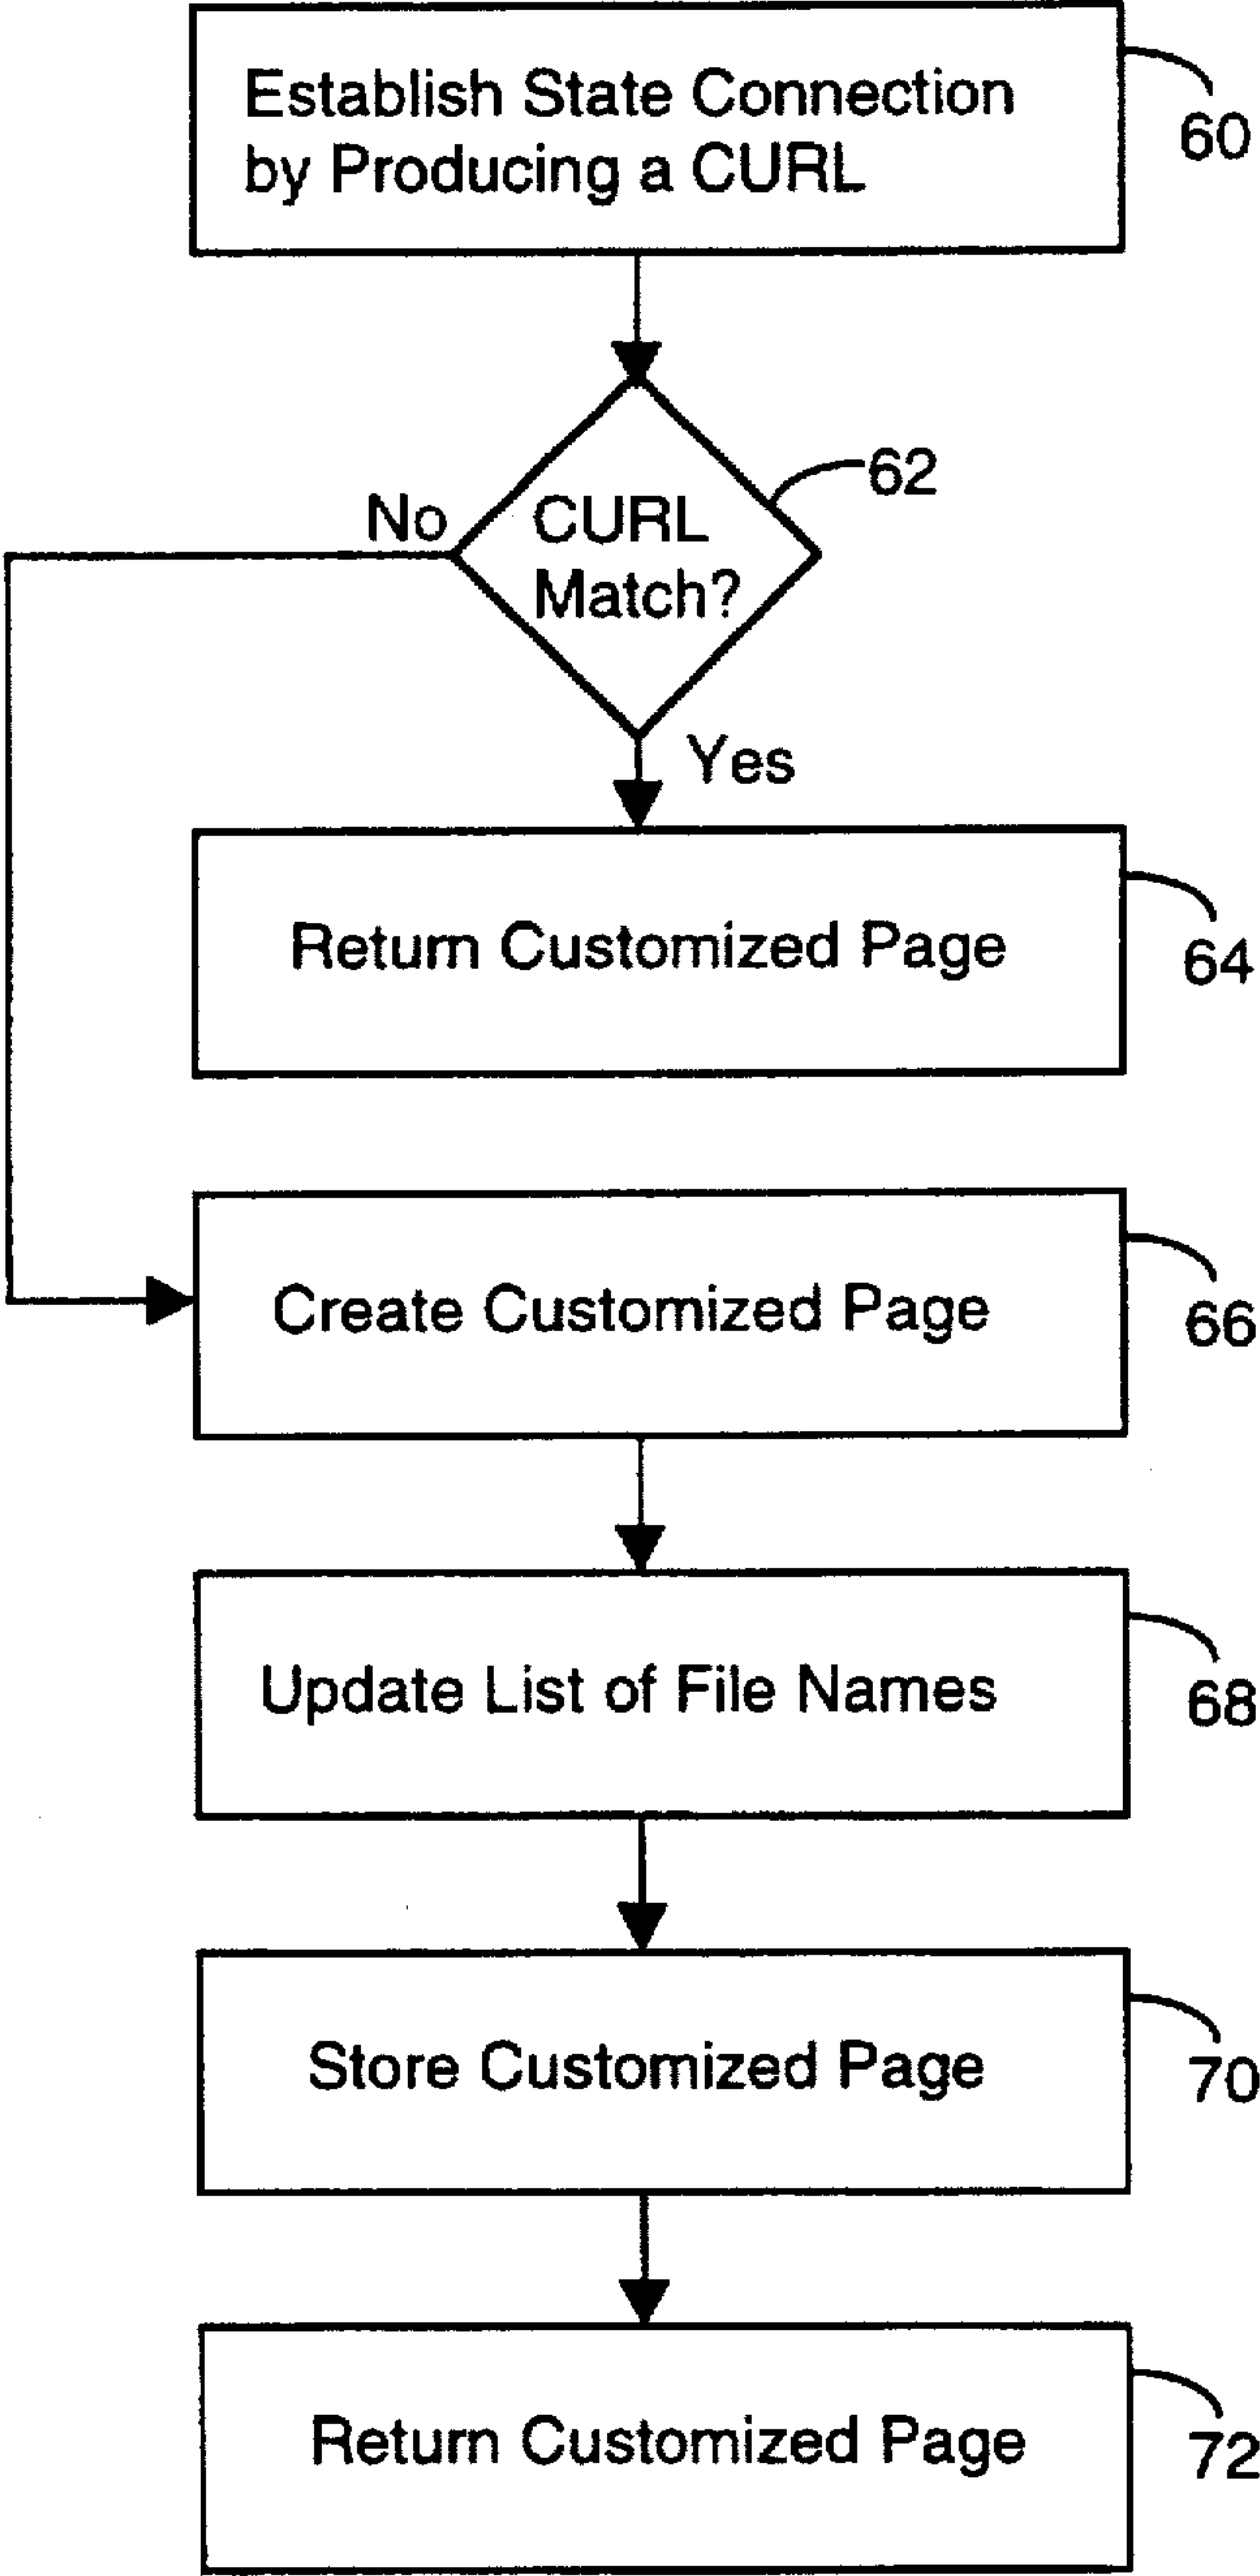 Establish State Connection
by Producing a CURL
60
62
No
CURL
Match?
Yes
Return Customized Page
64
Create Customized Page
66
Update List of File Names
68
Store Customized Page
70
Return Customized Page
72